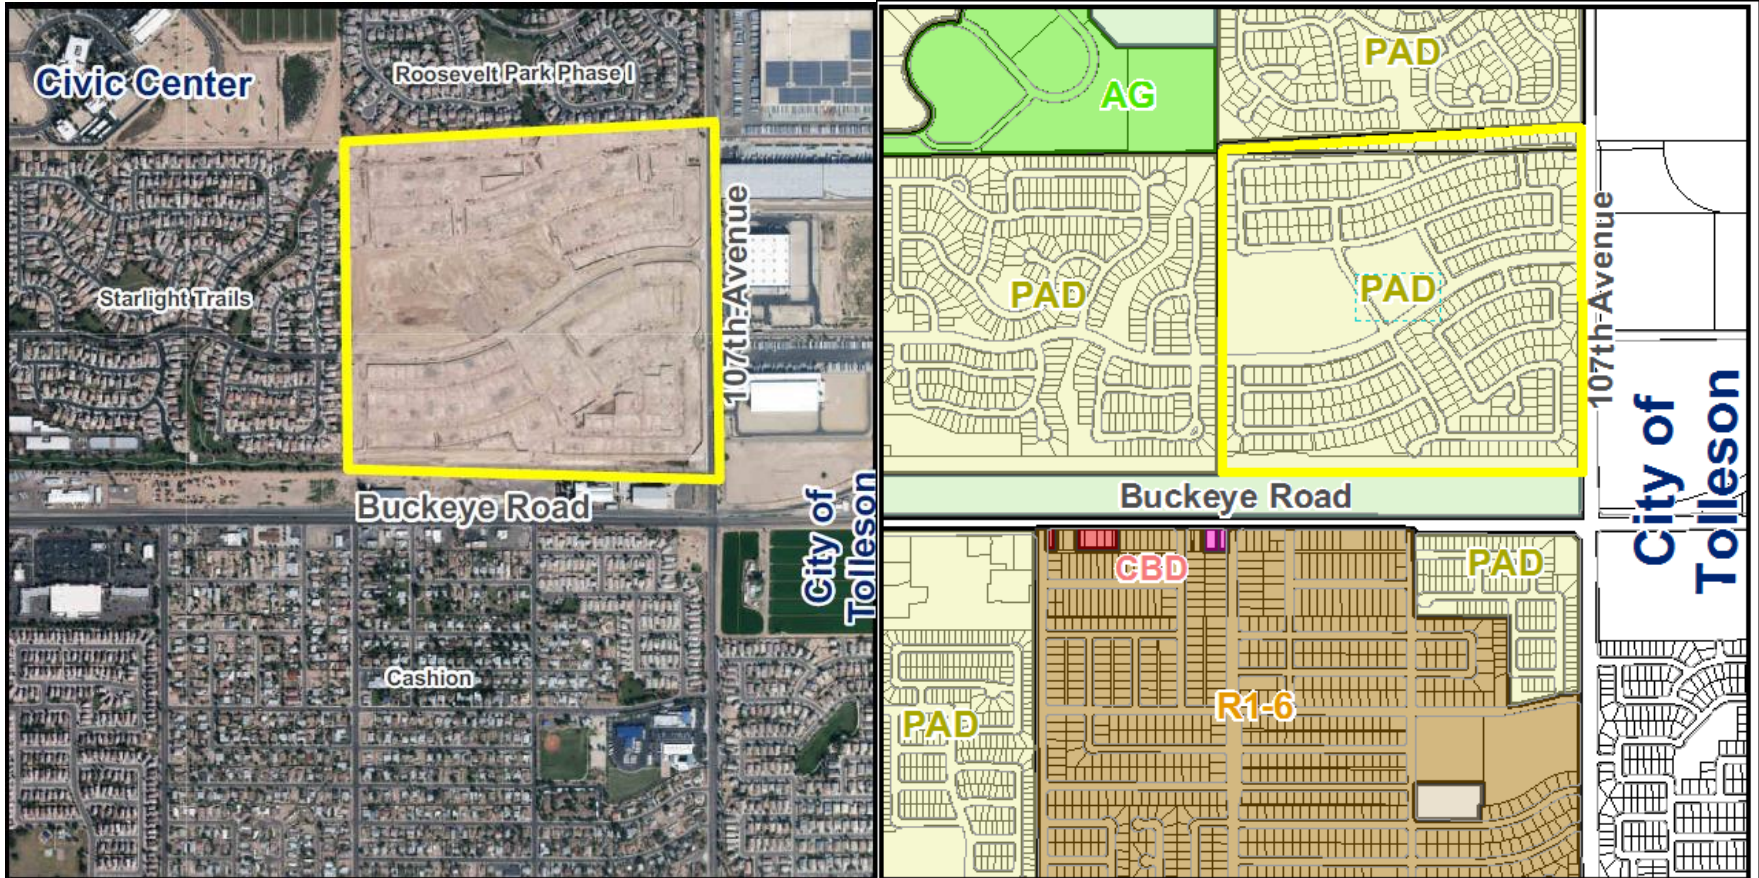 Civic Center
Roosevelt Park Phase I
Starlight Trails
107th Avenue
Buckeye Road
City of
Tolleson
Cashion
PAD
AG
PAD
PAD
107th Avenue
Buckeye Road
City of
Tolleson
CBD
PAD
R1-6
PAD